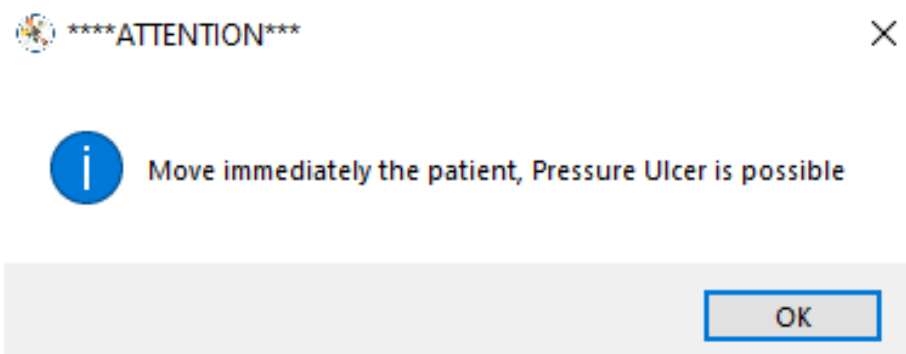 ****ATTENTION***
Move immediately the patient, Pressure Ulcer is possible
OK